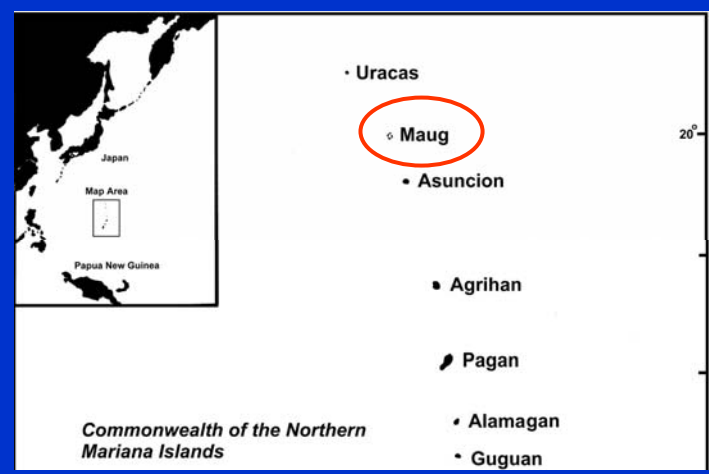 Japan
Map Area
Papua New Guinea
Uracas
Maug
20°
Asuncion
Agrihan
Pagan
Alamagan
Guguan
Commonwealth of the Northern
Mariana Islands